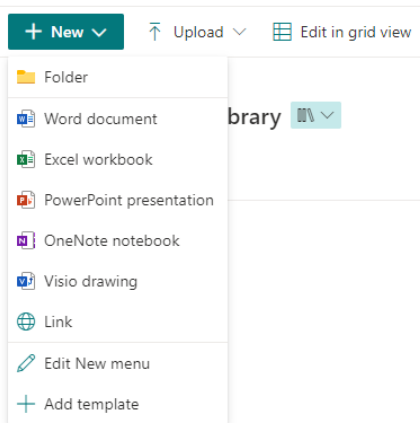 New Upload Edit in grid view
Folder
Word document
brary
Excel workbook
PowerPoint presentation
OneNote notebook
Visio drawing
Link
Edit New menu
Add template